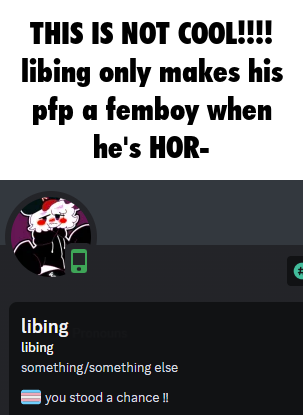 THIS IS NOT COOL!!!!
libing only makes his
pfp a femboy when
he's HOR-
libing
libing
something/something else
you stood a chance !!